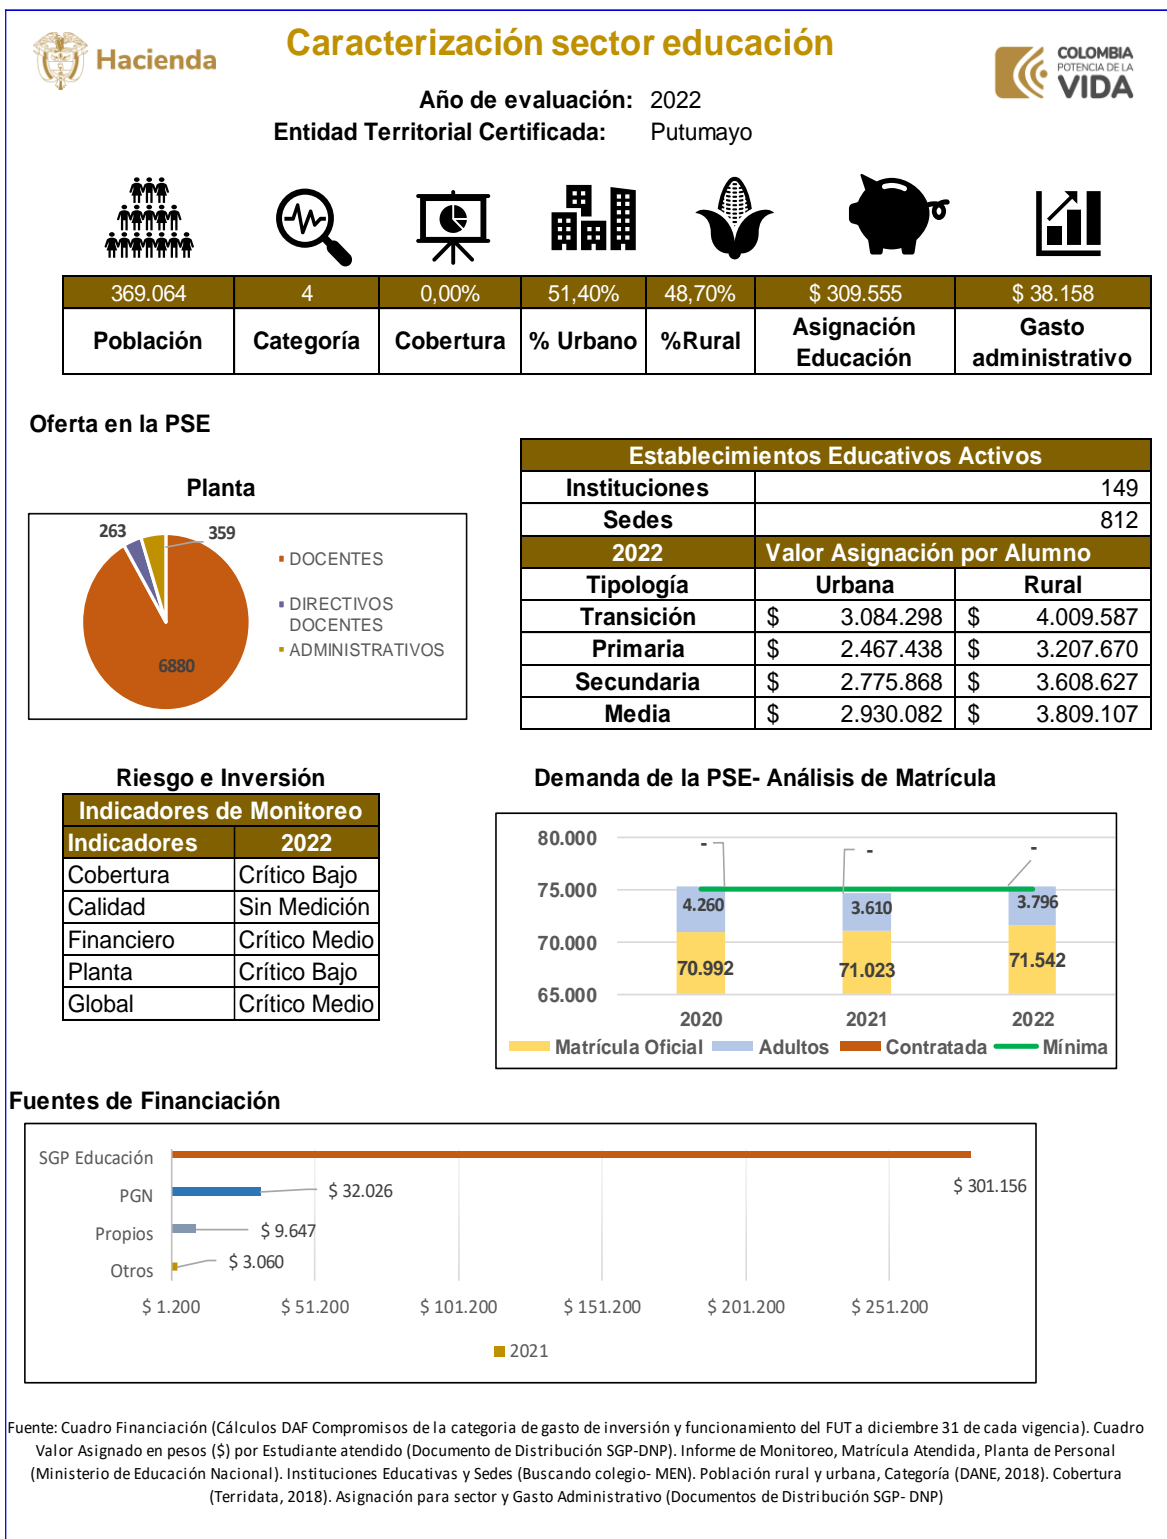 Hacienda
Caracterización sector educación
COLOMBIA
POTENCIA DE LA
VIDA
Año de evaluación: 2022
Entidad Territorial Certificada: Putumayo
369.064 4 0,00% 51,40% 48,70% $ 309.555 $ 38.158
Población Categoría Cobertura % Urbano %Rural Asignación Educación Gasto administrativo
Oferta en la PSE
Planta
263
359
6880
DOCENTES
DIRECTIVOS
DOCENTES
ADMINISTRATIVOS
Establecimientos Educativos Activos
Instituciones 149
Sedes 812
2022 Valor Asignación por Alumno
Tipología Urbana Rural
Transición $ 3.084.298 $ 4.009.587
Primaria $ 2.467.438 $ 3.207.670
Secundaria $ 2.775.868 $ 3.608.627
Media $ 2.930.082 $ 3.809.107
Riesgo e Inversión
Indicadores de Monitoreo
Indicadores 2022
Cobertura Crítico Bajo
Calidad Sin Medición
Financiero Crítico Medio
Planta Crítico Bajo
Global Crítico Medio
Demanda de la PSE- Análisis de Matrícula
80.000 - - -
75.000
4.260 3.610 3.796
70.000
70.992 71.023 71.542
65.000
2020 2021 2022
Matrícula Oficial Adultos Contratada Mínima
Fuentes de Financiación
SGP Educación $ 301.156
PGN $ 32.026
Propios $ 9.647
Otros $ 3.060
$ 1.200 $ 51.200 $ 101.200 $ 151.200 $ 201.200 $ 251.200
2021
Fuente: Cuadro Financiación (Cálculos DAF Compromisos de la categoria de gasto de inversión y funcionamiento del FUT a diciembre 31 de cada vigencia). Cuadro
Valor Asignado en pesos ($) por Estudiante atendido (Documento de Distribución SGP-DNP). Informe de Monitoreo, Matrícula Atendida, Planta de Personal
(Ministerio de Educación Nacional). Instituciones Educativas y Sedes (Buscando colegio- MEN). Población rural y urbana, Categoría (DANE, 2018). Cobertura
(Terridata, 2018). Asignación para sector y Gasto Administrativo (Documentos de Distribución SGP- DNP)